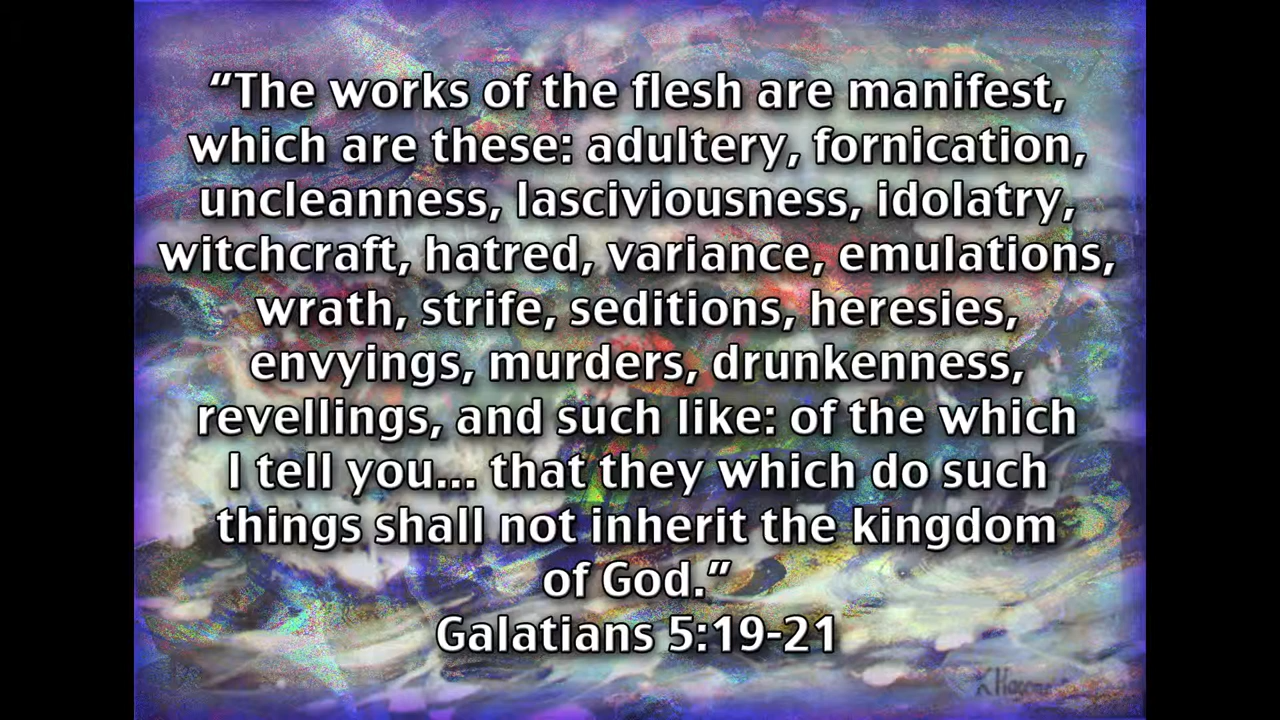 “The works of the flesh are manifest,
which are these: adultery, fornication,
uncleanness, lasciviousness, idolatry,
witchcraft, hatred, variance, emulations,
wrath, strife, seditions, heresies,
envyings, murders, drunkenness,
revellings, and such like: of the which
I tell you... that they which do such
things shall not inherit the kingdom
of God.”
Galatians 5:19-21